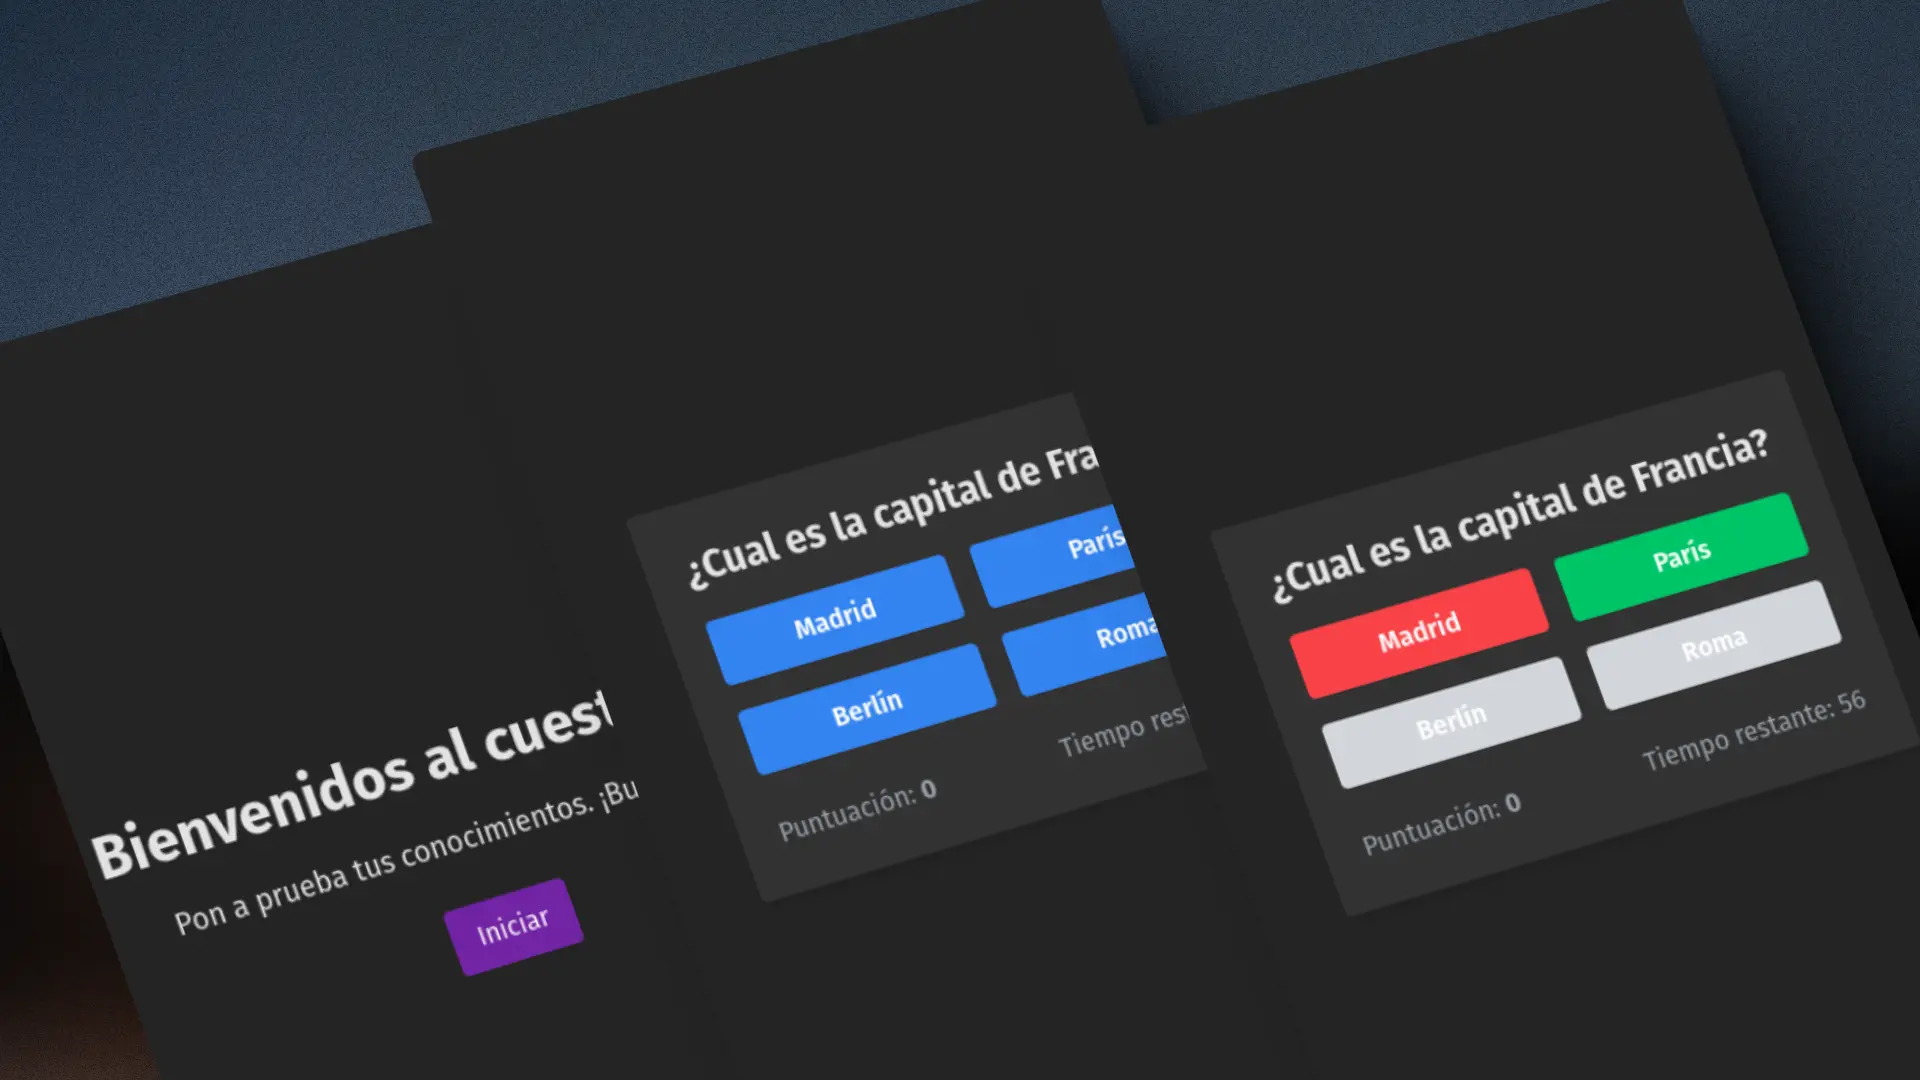 Bienvenidos al cuest
Pon a prueba tus conocimientos. ¡Bu
Iniciar
¿Cual es la capital de Fra
Madrid
París
Berlín
Roma
Puntuación: 0
Tiempo rest
¿Cual es la capital de Francia?
Madrid
París
Berlín
Roma
Puntuación: 0
Tiempo restante: 56